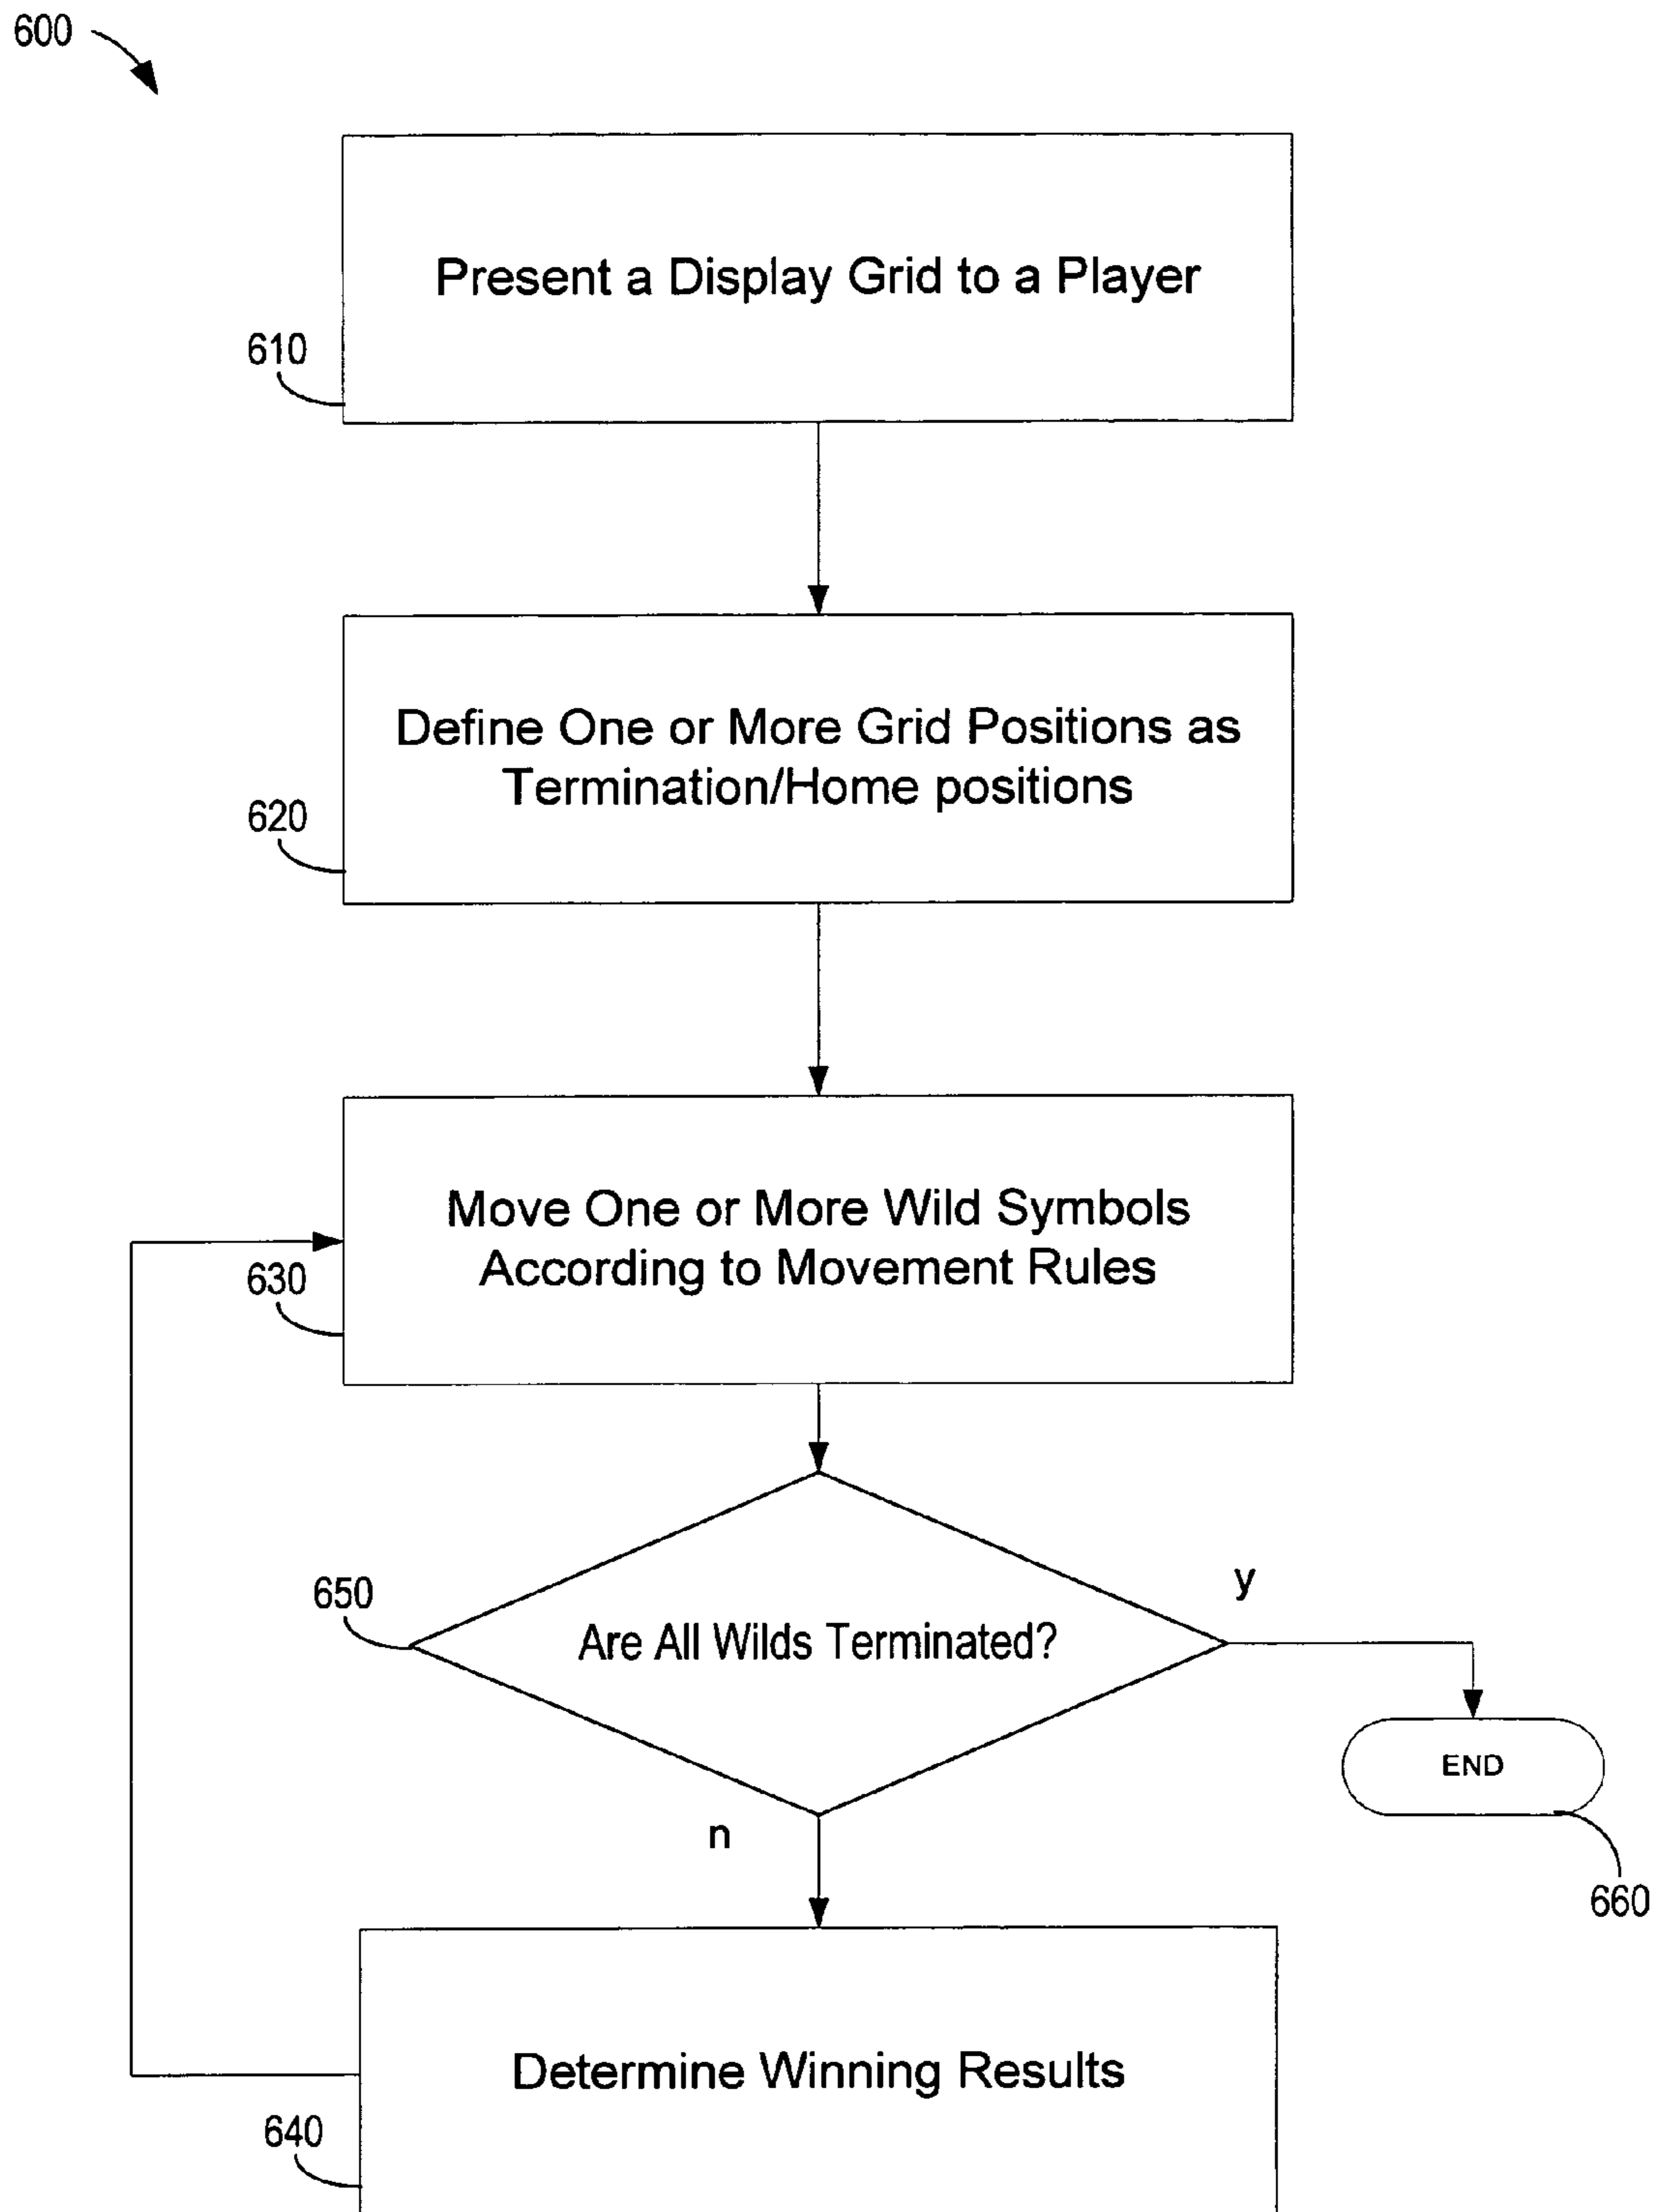 600
Present a Display Grid to a Player
610
Define One or More Grid Positions as
Termination/Home positions
620
Move One or More Wild Symbols
According to Movement Rules
630
650
Are All Wilds Terminated?
y
END
660
n
Determine Winning Results
640